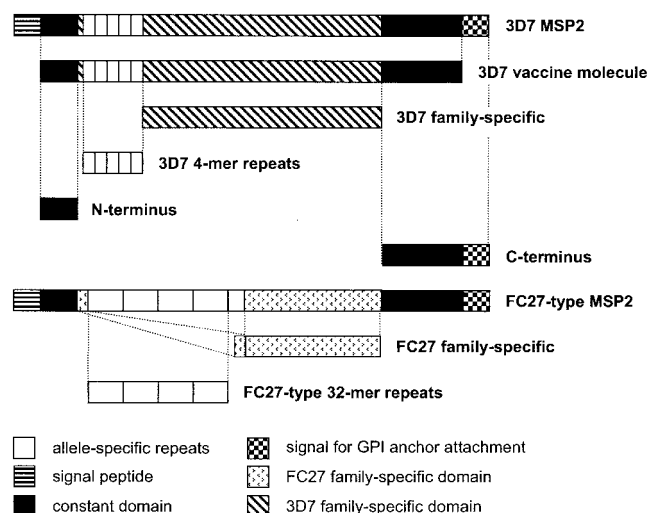 3D7 MSP2
3D7 vaccine molecule
3D7 family-specific
3D7 4-mer repeats
N-terminus
C-terminus
FC27-type MSP2
FC27 family-specific
FC27-type 32-mer repeats
allele-specific repeats
signal for GPI anchor attachment
signal peptide
FC27 family-specific domain
constant domain
3D7 family-specific domain